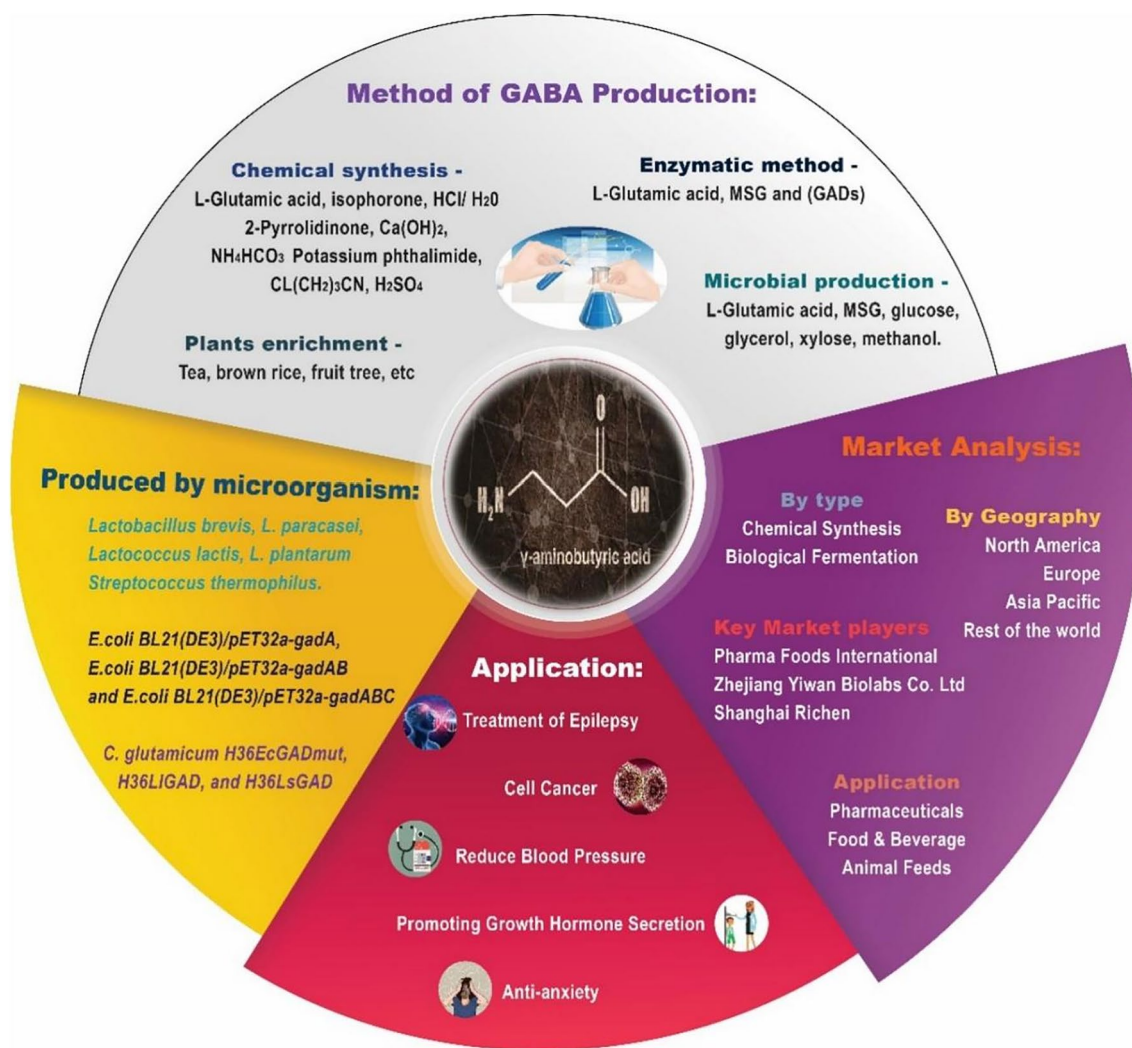 Method of GABA Production:
Chemical synthesis -
L-Glutamic acid, isophorone, HCl/ H20
2-Pyrrolidinone, Ca(OH)2,
NH4HCO3 Potassium phthalimide,
CL(CH2)3CN, H2SO4
Plants enrichment -
Tea, brown rice, fruit tree, etc
Enzymatic method -
L-Glutamic acid, MSG and (GADs)
Microbial production -
L-Glutamic acid, MSG, glucose,
glycerol, xylose, methanol.
O
H2N
OH
γ-aminobutyric acid
Produced by microorganism:
Lactobacillus brevis, L. paracasei,
Lactococcus lactis, L. plantarum
Streptococcus thermophilus.
E.coli BL21(DE3)/pET32a-gadA,
E.coli BL21(DE3)/pET32a-gadAB
and E.coli BL21(DE3)/pET32a-gadABC
C. glutamicum H36EcGADmut,
H36LlGAD, and H36LsGAD
Application:
Treatment of Epilepsy
Cell Cancer
Reduce Blood Pressure
Promoting Growth Hormone Secretion
Anti-anxiety
Market Analysis:
By type
Chemical Synthesis
Biological Fermentation
By Geography
North America
Europe
Asia Pacific
Rest of the world
Key Market players
Pharma Foods International
Zhejiang Yiwan Biolabs Co. Ltd
Shanghai Richen
Application
Pharmaceuticals
Food & Beverage
Animal Feeds